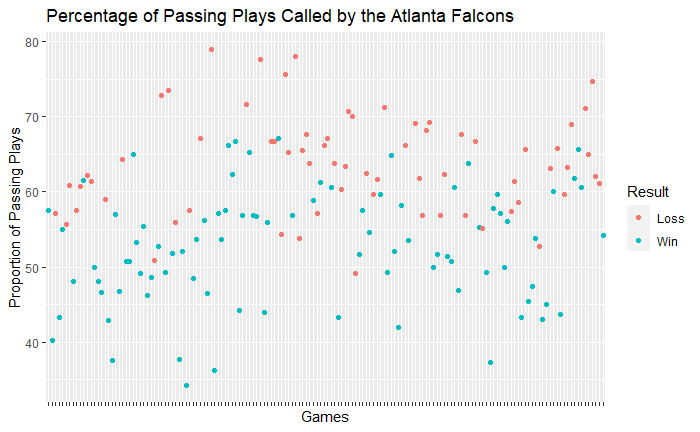 Percentage of Passing Plays Called by the Atlanta Falcons
80
70
60
50
40
Proportion of Passing Plays
Games
Result
Loss
Win